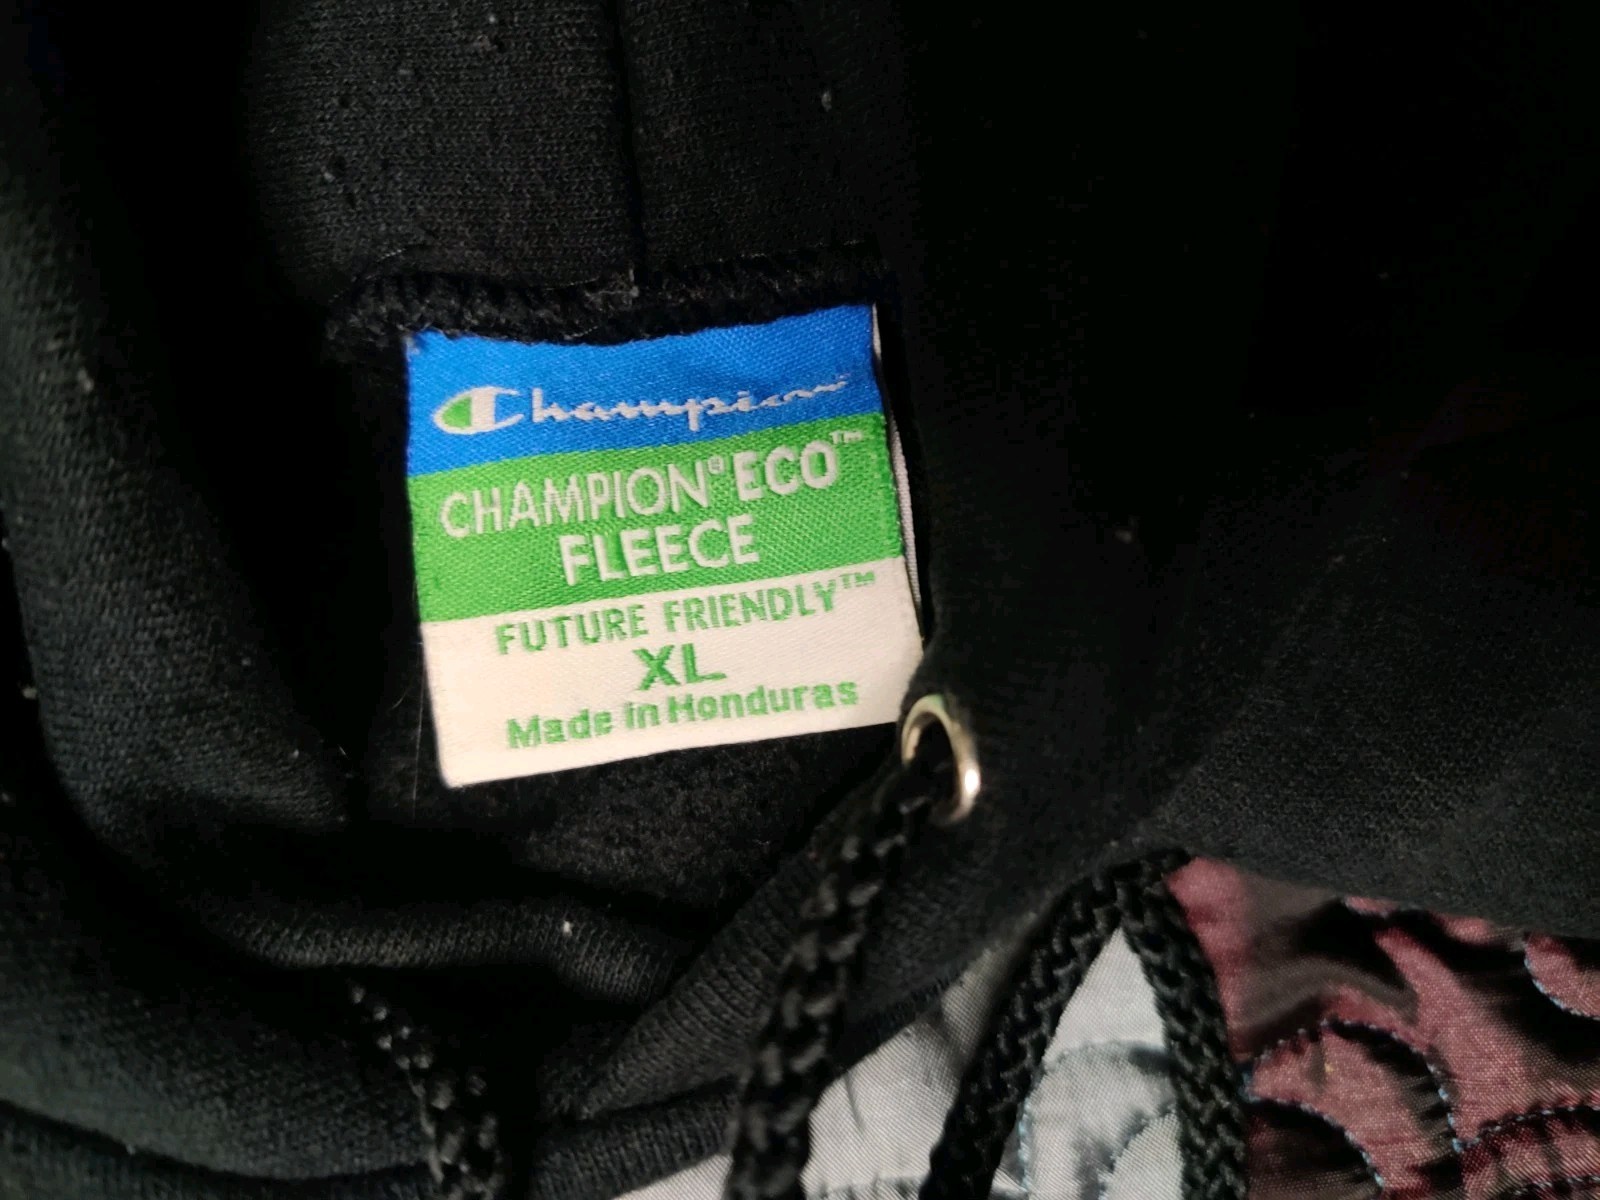 Champion
CHAMPION® ECO™
FLEECE
FUTURE FRIENDLY™
XL
Made in Honduras